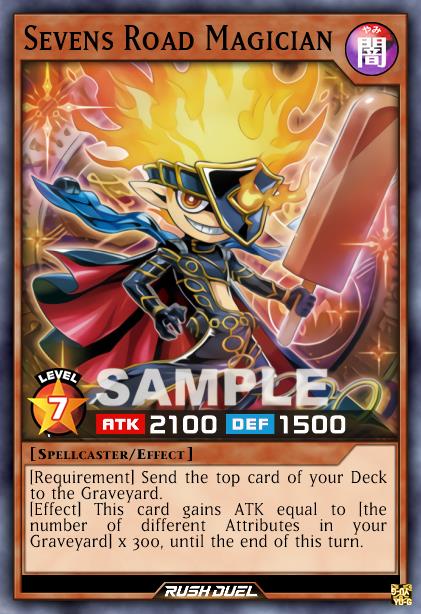 Sevens Road Magician
やみ
闇
SAMPLE
LEVEL
7
ATK 2100 DEF 1500
[Spellcaster/Effect]
[Requirement] Send the top card of your Deck
to the Graveyard.
[Effect] This card gains ATK equal to [the
number of different Attributes in your
Graveyard] x 300, until the end of this turn.
RUSH DUEL